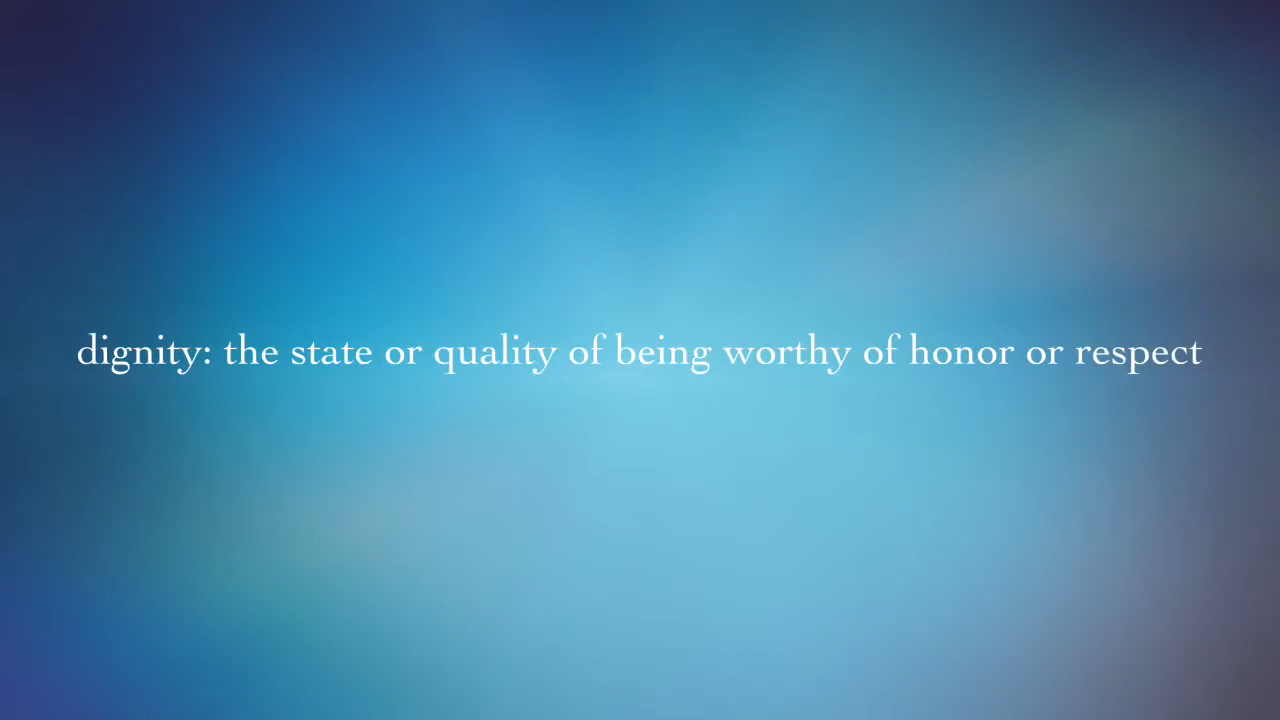 dignity: the state or quality of being worthy of honor or respect